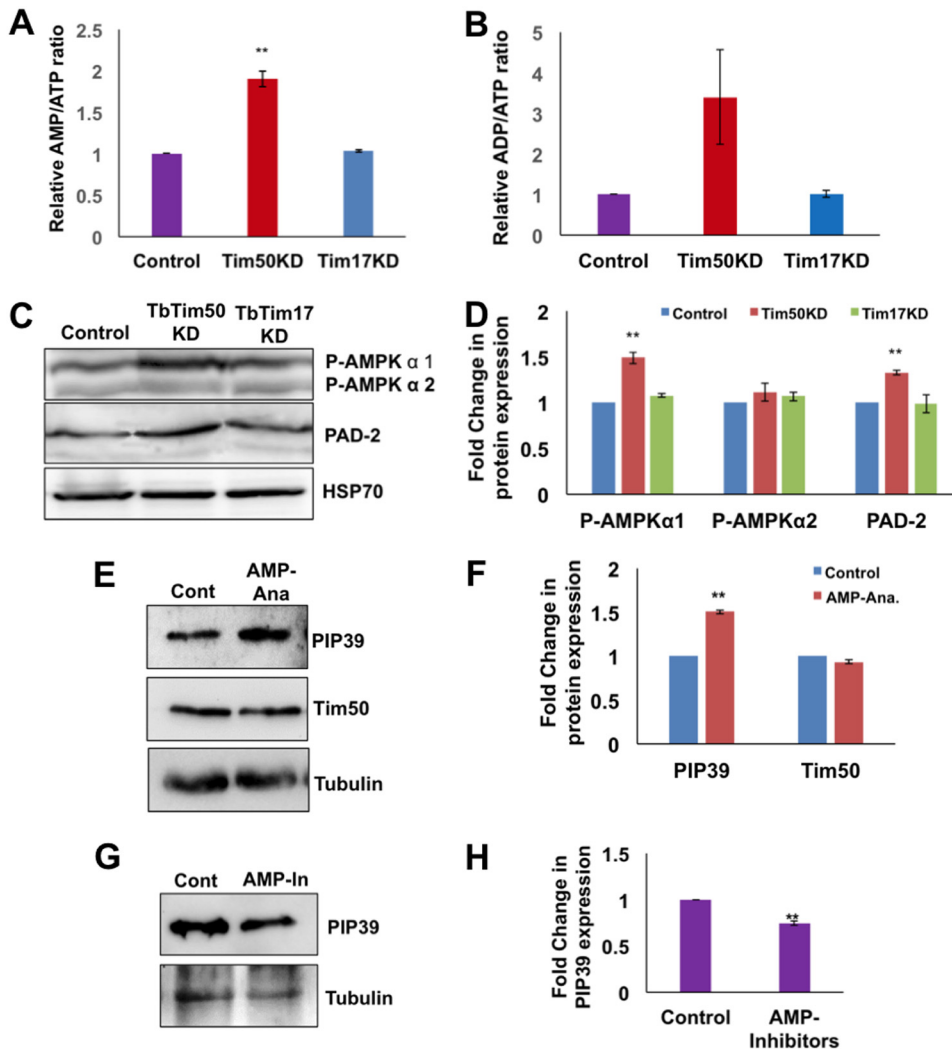 A
Relative AMP/ATP ratio
2.5
2
1.5
1
0.5
0
**
Control Tim50KD Tim17KD
B
Relative ADP/ATP ratio
5
4
3
2
1
0
Control Tim50KD Tim17KD
C
Control TbTim50 KD TbTim17 KD
P-AMPK α 1
P-AMPK α 2
PAD-2
HSP70
D
Control Tim50KD Tim17KD
Fold Change in
protein expression
2
1.5
1
0.5
0
**
**
P-AMPKα1 P-AMPKα2 PAD-2
E
Cont AMP-
Ana
PIP39
Tim50
Tubulin
F
Control
AMP-Ana.
Fold Change in
protein expression
2
1.5
1
0.5
0
**
PIP39 Tim50
G
Cont AMP-In
PIP39
Tubulin
H
Fold Change in
PIP39 expression
1.5
1
0.5
0
**
Control AMP-
Inhibitors